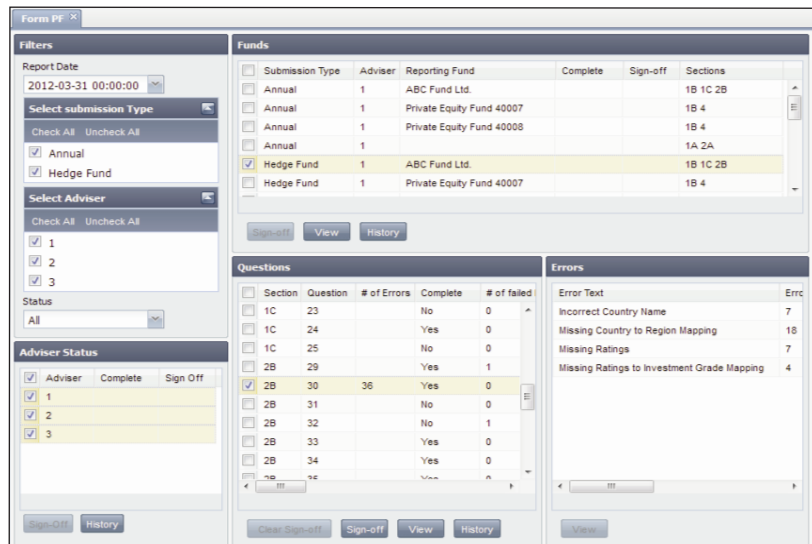 Form PF
Filters
Report Date
2012-03-31 00:00:00
Select submission Type
Check All Uncheck All
Annual
Hedge Fund
Select Adviser
Check All Uncheck All
1
2
3
Status
All
Adviser Status
Adviser Complete Sign Off
1
2
3
Sign-Off History
Funds
Submission Type Adviser Reporting Fund Complete Sign-off Sections
Annual 1 ABC Fund Ltd. 1B 1C 2B
Annual 1 Private Equity Fund 40007 1B 4
Annual 1 Private Equity Fund 40008 1B 4
Annual 1 1A 2A
Hedge Fund 1 ABC Fund Ltd. 1B 1C 2B
Hedge Fund 1 Private Equity Fund 40007 1B 4
Sign-off View History
Questions
Section Question # of Errors Complete # of failed
1C 23 No 0
1C 24 Yes 0
1C 25 No 0
2B 29 Yes 1
2B 30 36 Yes 0
2B 31 No 0
2B 32 No 1
2B 33 Yes 0
2B 34 Yes 0
2B 35 Yes 0
Clear Sign-off Sign-off View History
Errors
Error Text Erro
Incorrect Country Name 7
Missing Country to Region Mapping 18
Missing Ratings 7
Missing Ratings to Investment Grade Mapping 4
View